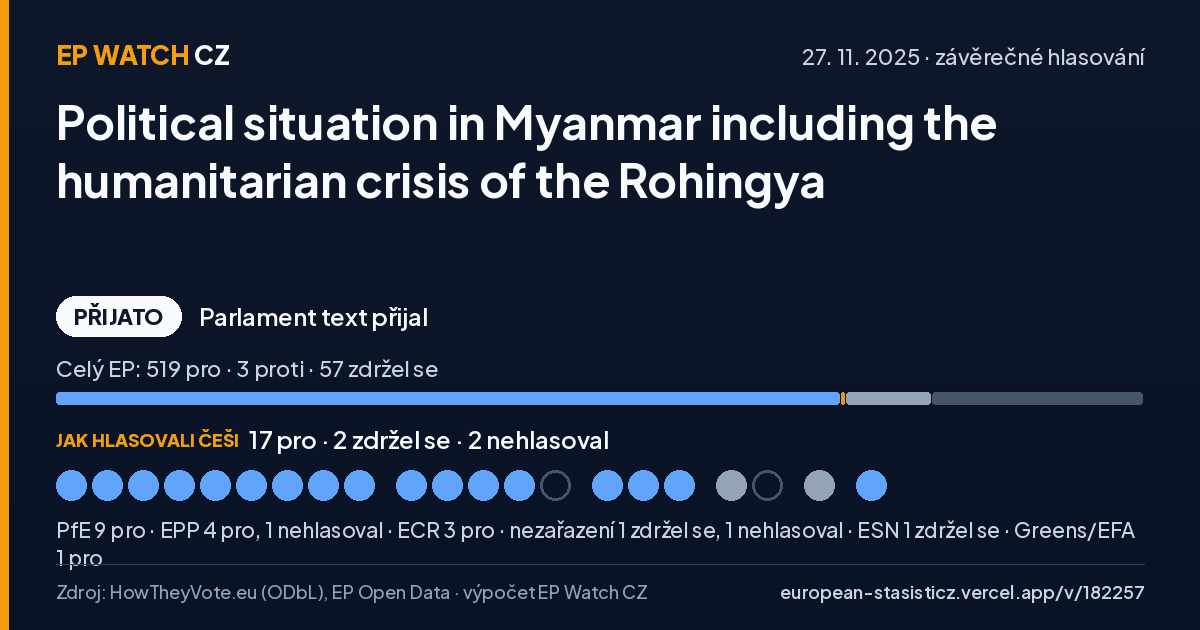 EP WATCH CZ
27. 11. 2025 · závěrečné hlasování
Political situation in Myanmar including the
humanitarian crisis of the Rohingya
PŘIJATO Parlament text přijal
Celý EP: 519 pro · 3 proti · 57 zdržel se
JAK HLASOVALI ČEŠI 17 pro · 2 zdržel se · 2 nehlasoval
PfE 9 pro · EPP 4 pro, 1 nehlasoval · ECR 3 pro · nezařazení 1 zdržel se, 1 nehlasoval · ESN 1 zdržel se · Greens/EFA
1 pro
Zdroj: HowTheyVote.eu (ODbL), EP Open Data · výpočet EP Watch CZ
european-stasisticz.vercel.app/v/182257